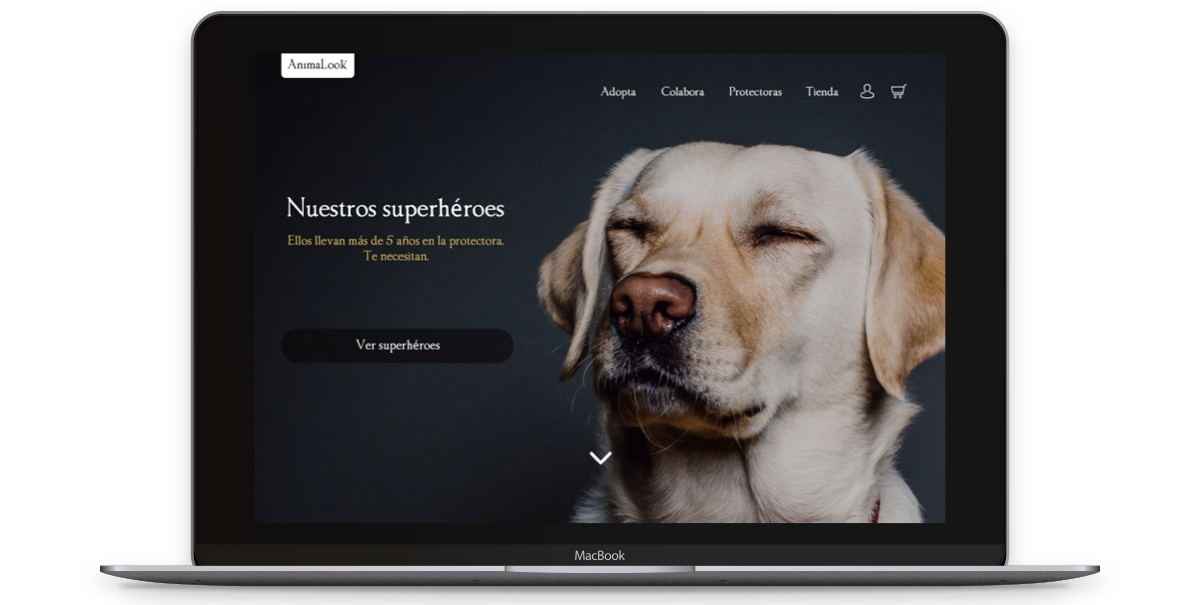 AnimaLook
Adopta Colabora Protectoras Tienda
Nuestros superhéroes
Ellos llevan más de 5 años en la protectora.
Te necesitan.
Ver superhéroes
MacBook